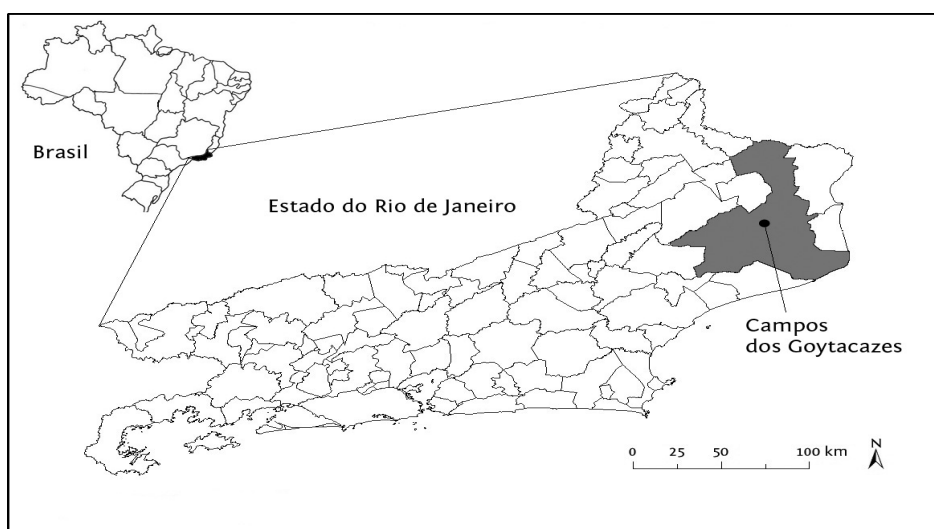 Brasil
Estado do Rio de Janeiro
Campos
dos Goytacazes
N
0 25 50 100 km